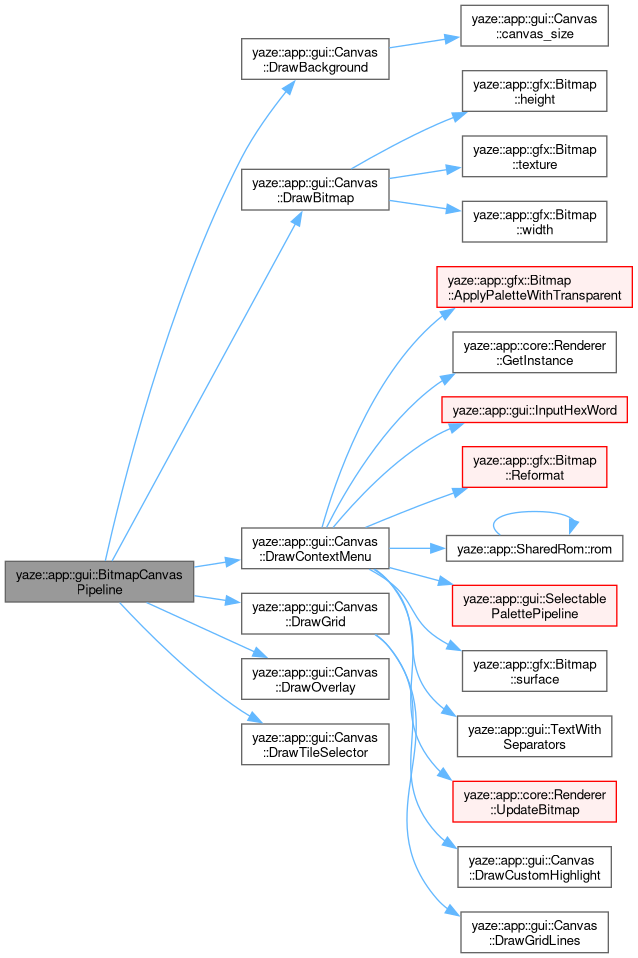 yaze::app::gui::BitmapCanvas
Pipeline
yaze::app::gui::Canvas
::DrawBackground
yaze::app::gui::Canvas
::DrawBitmap
yaze::app::gui::Canvas
::DrawContextMenu
yaze::app::gui::Canvas
::DrawGrid
yaze::app::gui::Canvas
::DrawOverlay
yaze::app::gui::Canvas
::DrawTileSelector
yaze::app::gui::Canvas
::canvas_size
yaze::app::gfx::Bitmap
::height
yaze::app::gfx::Bitmap
::texture
yaze::app::gfx::Bitmap
::width
yaze::app::gfx::Bitmap
::ApplyPaletteWithTransparent
yaze::app::core::Renderer
::GetInstance
yaze::app::gui::InputHexWord
yaze::app::gfx::Bitmap
::Reformat
yaze::app::SharedRom::rom
yaze::app::gui::Selectable
PalettePipeline
yaze::app::gfx::Bitmap
::surface
yaze::app::gui::TextWith
Separators
yaze::app::core::Renderer
::UpdateBitmap
yaze::app::gui::Canvas
::DrawCustomHighlight
yaze::app::gui::Canvas
::DrawGridLines